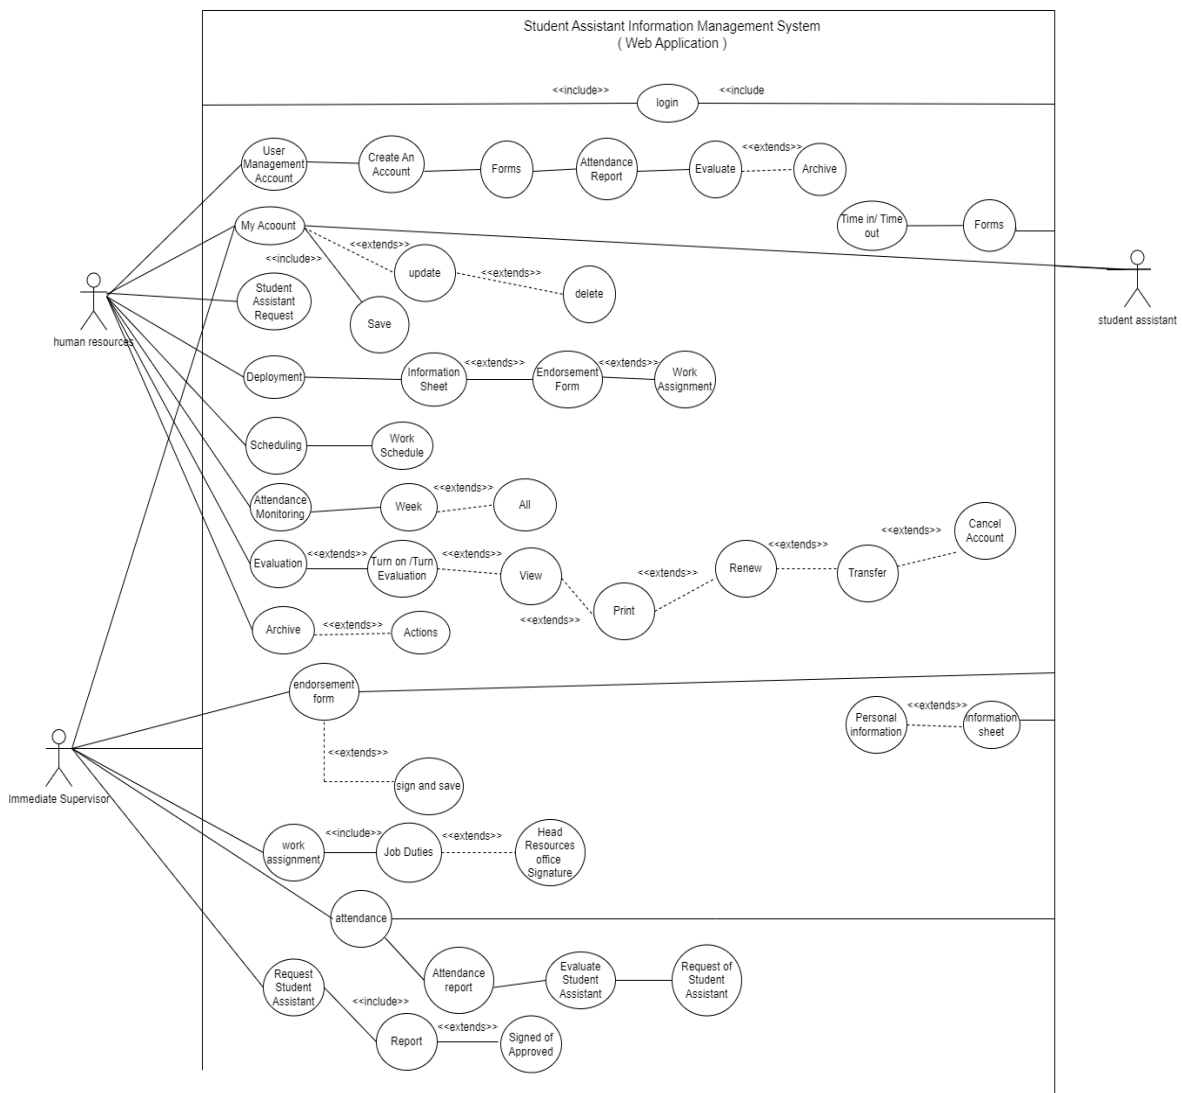 Student Assistant Information Management System
( Web Application )
<<include>>
<<include
login
User
Management
Account
Create An
Account
Forms
Attendance
Report
Evaluate
<<extends>>
Archive
My Acount
<<extends>>
<<include>>
update
<<extends>>
delete
Save
Time in/ Time
out
Forms
Student
Assistant
Request
human resources
student assistant
Deployment
Information
Sheet
<<extends>>
Endorsement
Form
<<extends>>
Work
Assignment
Scheduling
Work
Schedule
Attendance
Monitoring
Week
<<extends>>
All
Evaluation
<<extends>>
Turn on /Turn
Evaluation
<<extends>>
View
<<extends>>
Print
<<extends>>
Renew
<<extends>>
Transfer
<<extends>>
Cancel
Account
Archive
<<extends>>
Actions
endorsement
form
<<extends>>
sign and save
Personal
information
<<extends>>
Information
sheet
Immediate Supervisor
work
assignment
<<include>>
Job Duties
<<extends>>
Head
Resources
office
Signature
attendance
Attendance
report
Evaluate
Student
Assistant
Request of
Student
Assistant
Request
Student
Assistant
<<include>>
Report
<<extends>>
Signed of
Approved